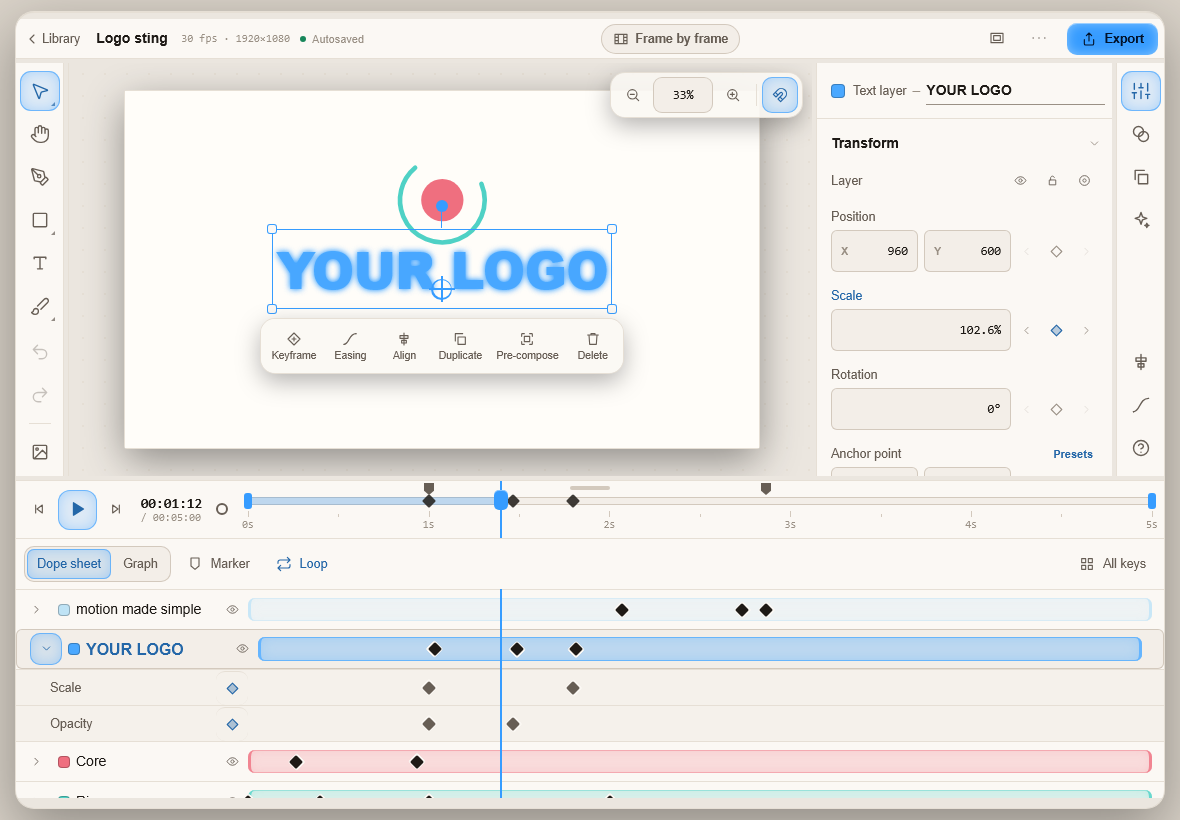 Library
Logo sting
30 fps · 1920×1080
Autosaved
Frame by frame
···
Export
33%
Text layer – YOUR LOGO
Transform
Layer
Position
X 960
Y 600
Scale
102.6%
Rotation
0°
Anchor point
Presets
YOUR LOGO
Keyframe
Easing
Align
Duplicate
Pre-compose
Delete
00:01:12
/ 00:05:00
0s
1s
2s
3s
4s
5s
Dope sheet
Graph
Marker
Loop
All keys
motion made simple
YOUR LOGO
Scale
Opacity
Core